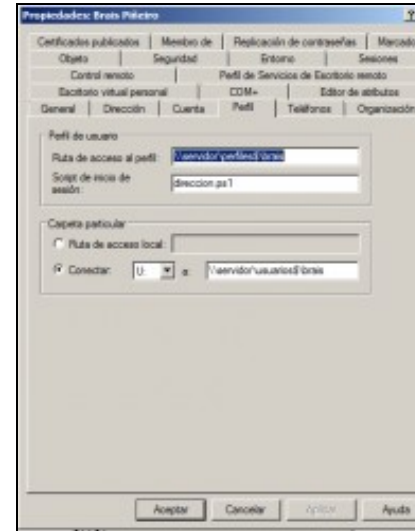 Propiedades: Brais Piñeiro
Certificados publicados Miembro de Replicación de contraseñas Marcado
Objeto Seguridad Entorno Sesiones
Control remoto Perfil de Servicios de Escritorio remoto
Escritorio virtual personal COM+ Editor de atributos
General Dirección Cuenta Perfil Teléfonos Organización
Perfil de usuario
Ruta de acceso al perfil: \\servidor\perfiles$\brais
Script de inicio de
sesión: direccion.ps1
Carpeta particular
Ruta de acceso local:
Conectar: U: a: \\servidor\usuarios$\brais
Aceptar Cancelar Aplicar Ayuda